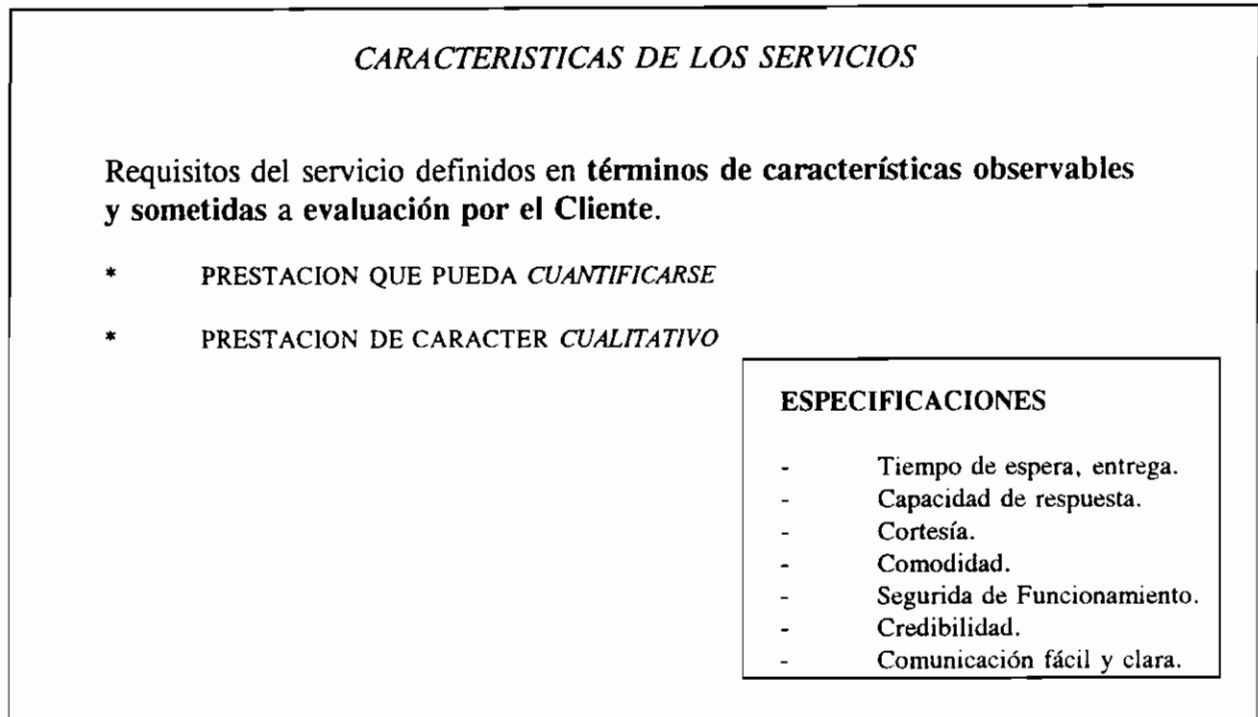 CARACTERISTICAS DE LOS SERVICIOS
Requisitos del servicio definidos en términos de características observables
y sometidas a evaluación por el Cliente.
* PRESTACION QUE PUEDA CUANTIFICARSE
* PRESTACION DE CARACTER CUALITATIVO
ESPECIFICACIONES
- Tiempo de espera, entrega.
- Capacidad de respuesta.
- Cortesía.
- Comodidad.
- Segurida de Funcionamiento.
- Credibilidad.
- Comunicación fácil y clara.